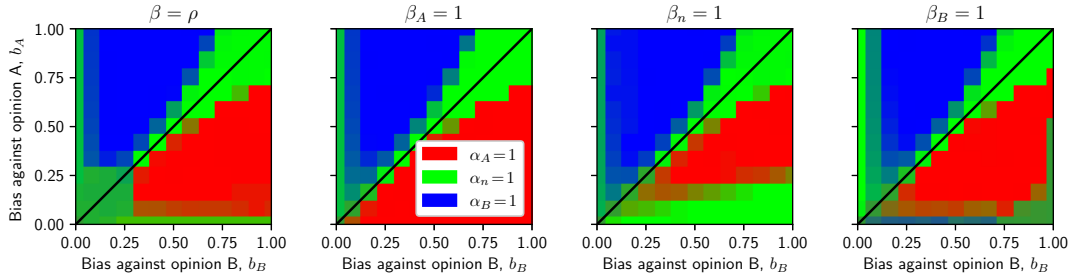 β = ρ
β_A = 1
β_n = 1
β_B = 1
Bias against opinion A, b_A
1.00
0.75
0.50
0.25
0.00
α_A=1
α_n=1
α_B=1
0.00 0.25 0.50 0.75 1.00
0.00 0.25 0.50 0.75 1.00
0.00 0.25 0.50 0.75 1.00
0.00 0.25 0.50 0.75 1.00
Bias against opinion B, b_B
Bias against opinion B, b_B
Bias against opinion B, b_B
Bias against opinion B, b_B